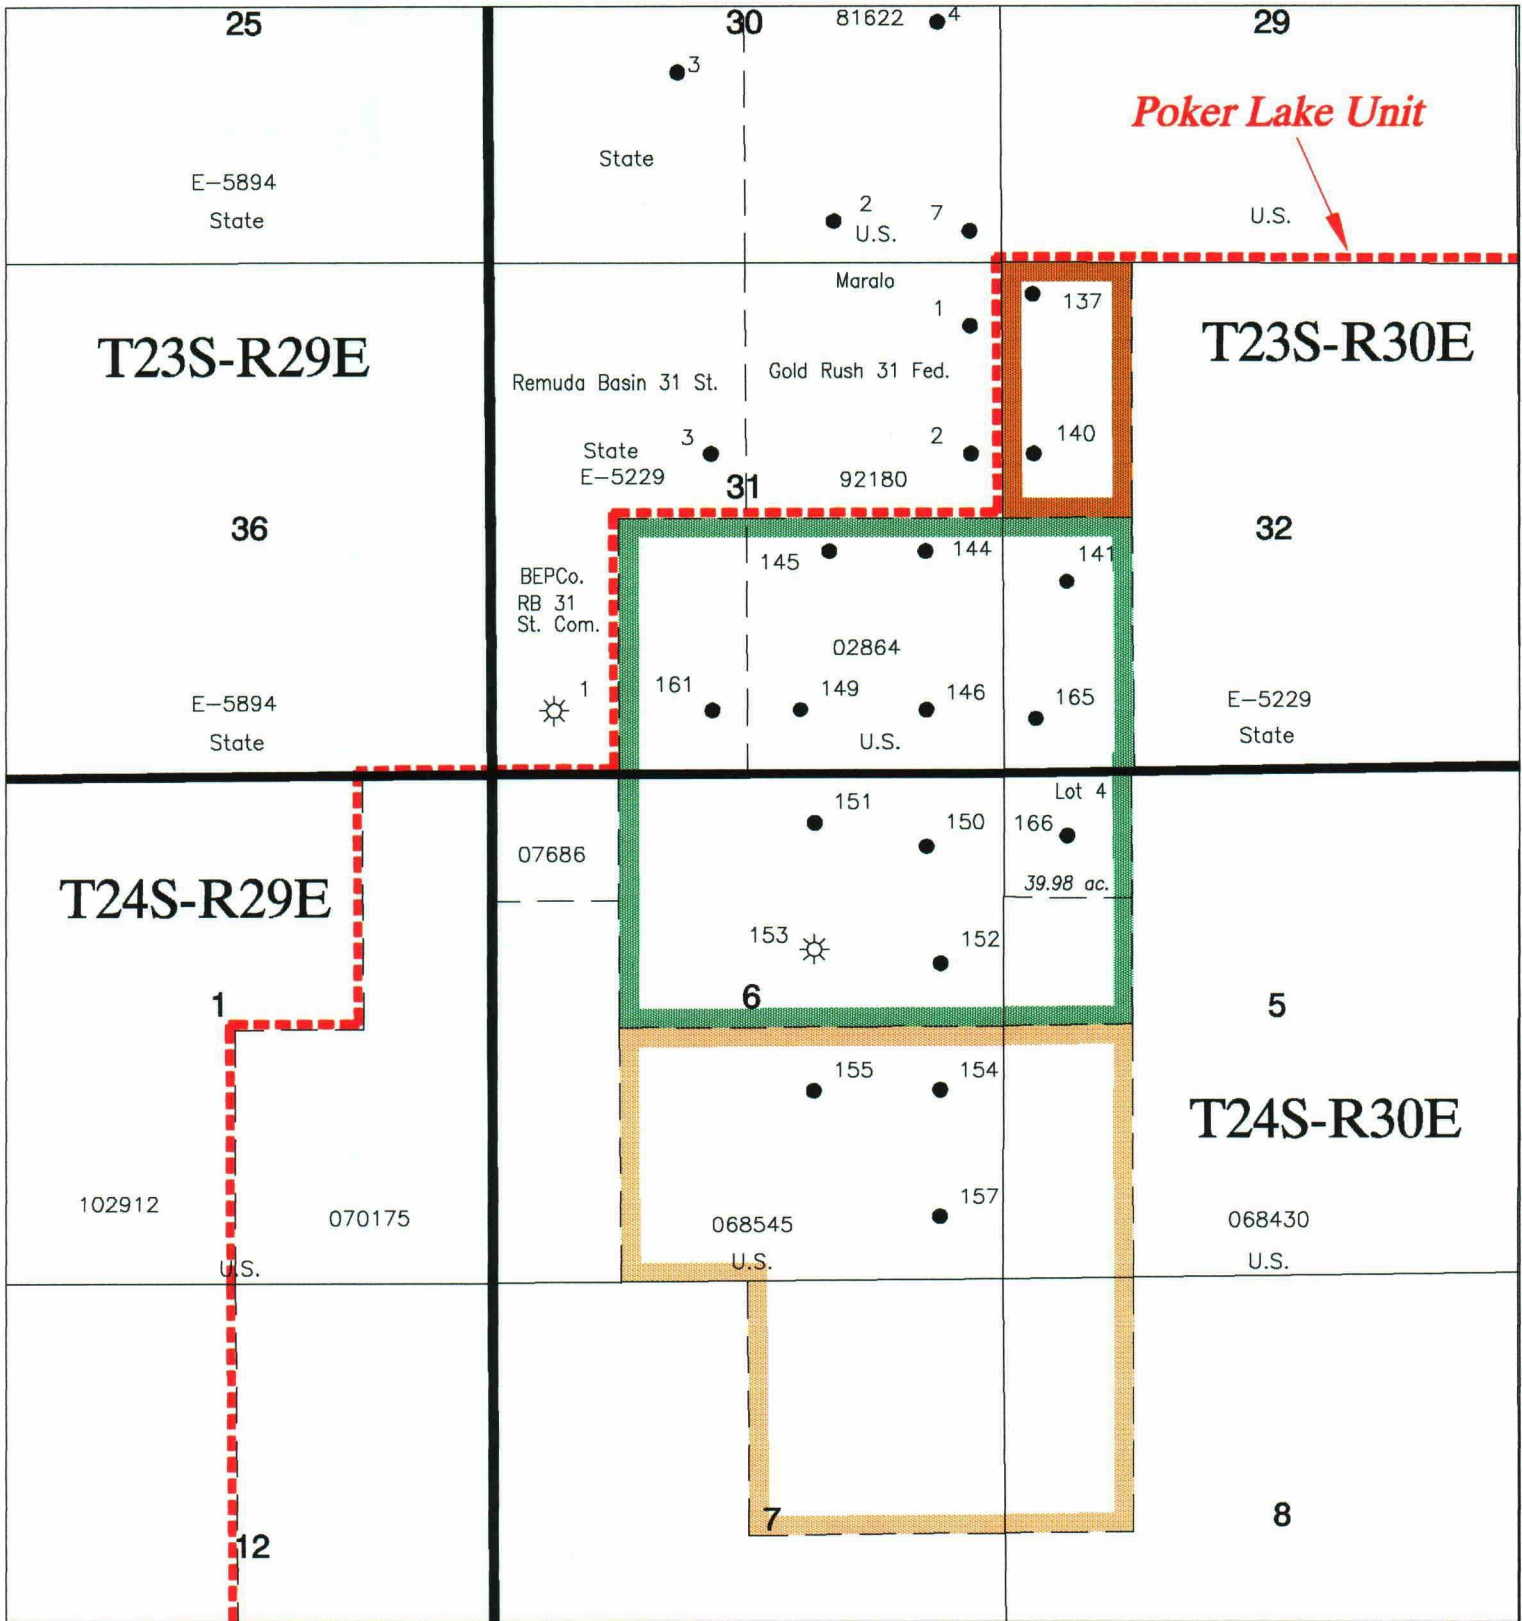 25
30
81622
4
29
3
Poker Lake Unit
State
E-5894
State
2
U.S.
7
U.S.
Maralo
1
137
T23S-R29E
T23S-R30E
Remuda Basin 31 St.
Gold Rush 31 Fed.
State
E-5229
3
2
140
31
92180
36
32
145
144
141
BEPCo.
RB 31
St. Com.
02864
1
161
149
146
165
E-5894
State
U.S.
E-5229
State
Lot 4
151
150
166
07686
39.98 ac.
T24S-R29E
153
152
1
6
5
155
154
T24S-R30E
102912
070175
157
068545
U.S.
068430
U.S.
U.S.
7
8
12